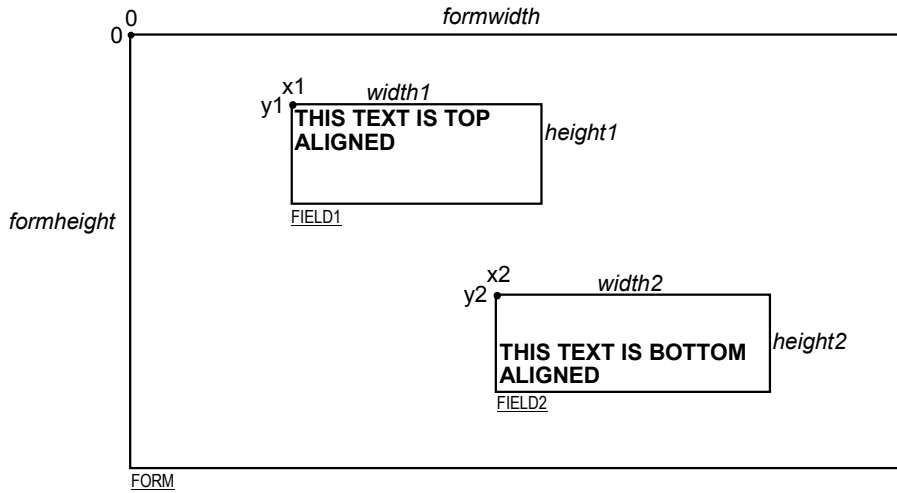 0
formwidth
0
x1
width1
y1
THIS TEXT IS TOP
ALIGNED
height1
FIELD1
formheight
x2
width2
y2
height2
THIS TEXT IS BOTTOM
ALIGNED
FIELD2
FORM